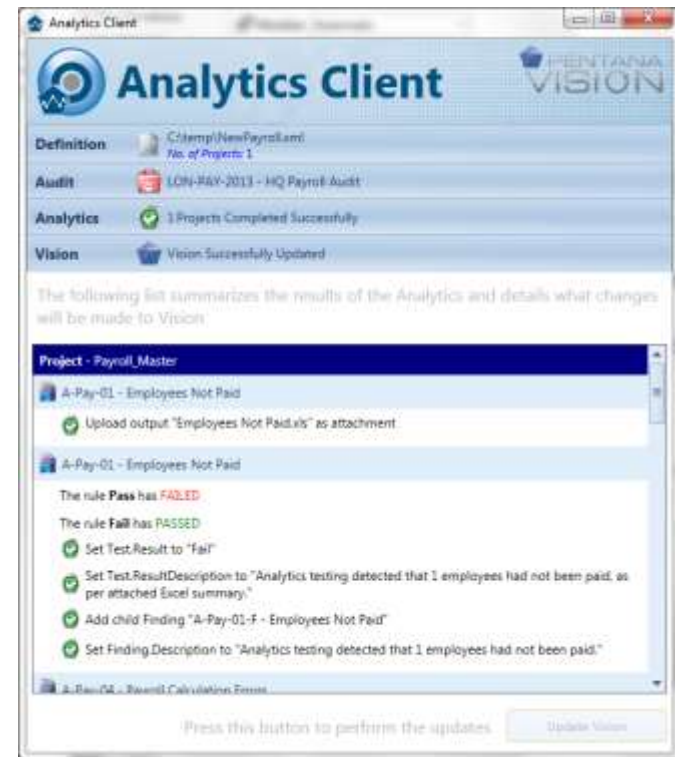 Analytics Client
Analytics Client
PENTANA
VISION
Definition
C:\temp\NewPayroll.xml
No. of Projects: 1
Audit
LON-PAY-2013 - HQ Payroll Audit
Analytics
1 Projects Completed Successfully
Vision
Vision Successfully Updated
The following list summarizes the results of the Analytics and details what changes
will be made to Vision
Project - Payroll_Master
A-Pay-01 - Employees Not Paid
Upload output "Employees Not Paid.xls" as attachment
A-Pay-01 - Employees Not Paid
The rule Pass has FAILED
The rule Fail has PASSED
Set Test.Result to "Fail"
Set Test.ResultDescription to "Analytics testing detected that 1 employees had not been paid, as
per attached Excel summary."
Add child Finding "A-Pay-01-F - Employees Not Paid"
Set Finding.Description to "Analytics testing detected that 1 employees had not been paid."
A-Pay-04 - Payroll Calculation Errors
Press this button to perform the updates
Update Vision